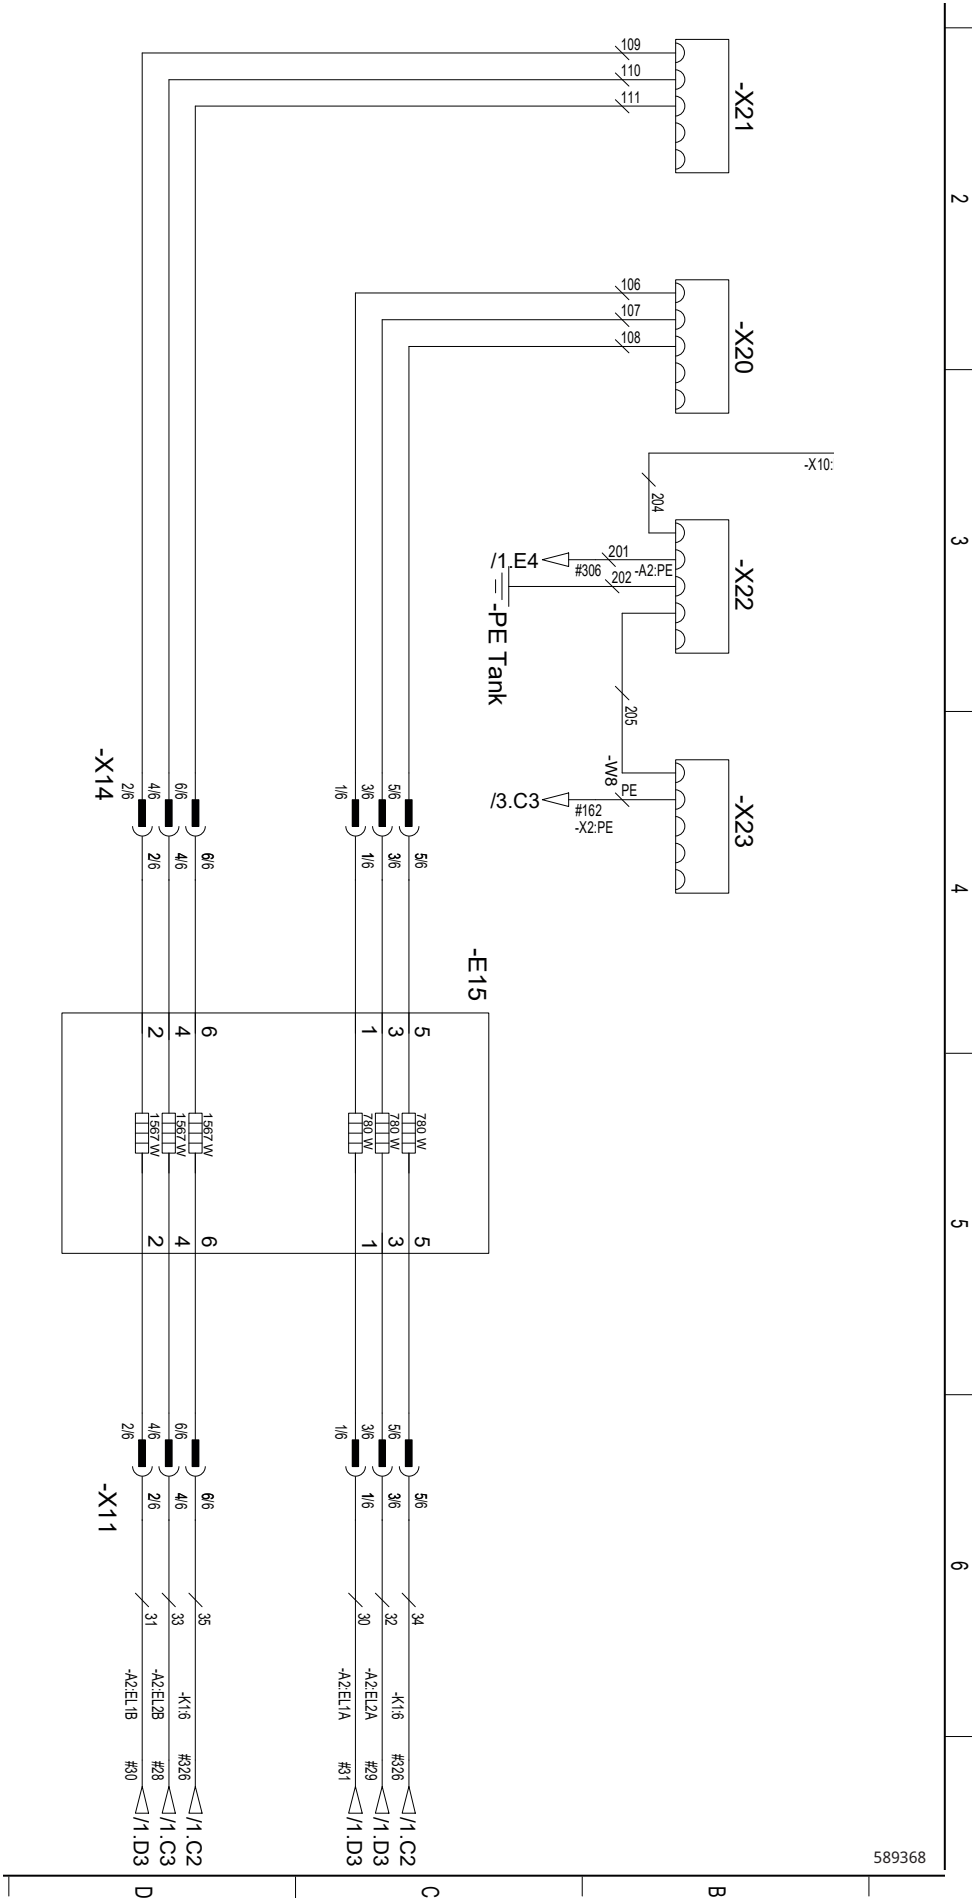 109
110
111
-X21
2
106
107
108
-X20
-X10:
204
3
/1.E4
201
#306
202
-A2:PE
-X22
-PE Tank
205
-W8
/3.C3
PE
#162
-X2:PE
-X23
-X14
2/6
4/6
6/6
1/6
3/6
5/6
2/6
4/6
6/6
1/6
3/6
5/6
4
-E15
2
4
6
1
3
5
1567 W
1567 W
1567 W
780 W
780 W
780 W
5
2
4
6
1
3
5
2/6
4/6
6/6
1/6
3/6
5/6
-X11
2/6
4/6
6/6
1/6
3/6
5/6
6
31
33
35
30
32
34
-A2:EL1B
-A2:EL2B
-K1:6
-A2:EL1A
-A2:EL2A
-K1:6
#30
#28
#326
#31
#29
#326
/1.D3
/1.C3
/1.C2
/1.D3
/1.D3
/1.C2
589368
D
C
B